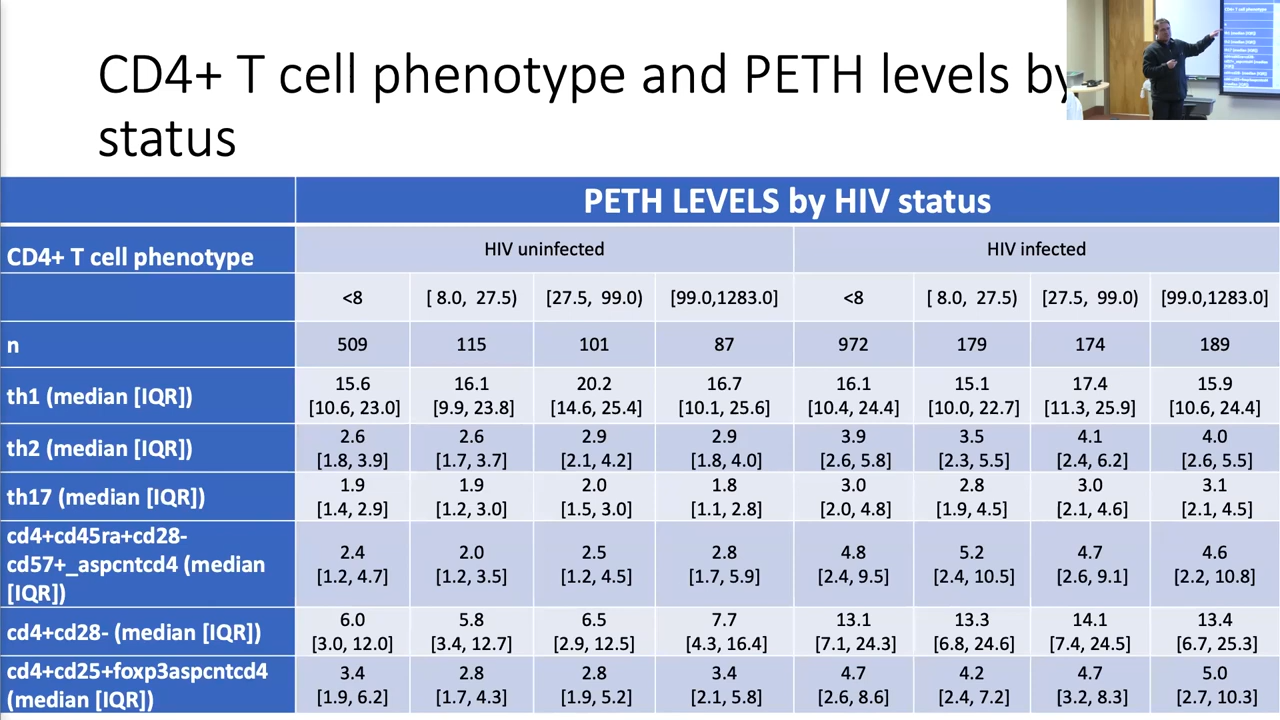 CD4+ T cell phenotype and PETH levels by
status
PETH LEVELS by HIV status
CD4+ T cell phenotype HIV uninfected HIV infected
<8 [ 8.0, 27.5) [27.5, 99.0) [99.0,1283.0] <8 [ 8.0, 27.5) [27.5, 99.0) [99.0,1283.0]
n 509 115 101 87 972 179 174 189
th1 (median [IQR]) 15.6 16.1 20.2 16.7 16.1 15.1 17.4 15.9
[10.6, 23.0] [9.9, 23.8] [14.6, 25.4] [10.1, 25.6] [10.4, 24.4] [10.0, 22.7] [11.3, 25.9] [10.6, 24.4]
th2 (median [IQR]) 2.6 2.6 2.9 2.9 3.9 3.5 4.1 4.0
[1.8, 3.9] [1.7, 3.7] [2.1, 4.2] [1.8, 4.0] [2.6, 5.8] [2.3, 5.5] [2.4, 6.2] [2.6, 5.5]
th17 (median [IQR]) 1.9 1.9 2.0 1.8 3.0 2.8 3.0 3.1
[1.4, 2.9] [1.2, 3.0] [1.5, 3.0] [1.1, 2.8] [2.0, 4.8] [1.9, 4.5] [2.1, 4.6] [2.1, 4.5]
cd4+cd45ra+cd28-
cd57+_aspcntcd4 (median
[IQR]) 2.4 2.0 2.5 2.8 4.8 5.2 4.7 4.6
[1.2, 4.7] [1.2, 3.5] [1.2, 4.5] [1.7, 5.9] [2.4, 9.5] [2.4, 10.5] [2.6, 9.1] [2.2, 10.8]
cd4+cd28- (median [IQR]) 6.0 5.8 6.5 7.7 13.1 13.3 14.1 13.4
[3.0, 12.0] [3.4, 12.7] [2.9, 12.5] [4.3, 16.4] [7.1, 24.3] [6.8, 24.6] [7.4, 24.5] [6.7, 25.3]
cd4+cd25+foxp3aspcntcd4
(median [IQR]) 3.4 2.8 2.8 3.4 4.7 4.2 4.7 5.0
[1.9, 6.2] [1.7, 4.3] [1.9, 5.2] [2.1, 5.8] [2.6, 8.6] [2.4, 7.2] [3.2, 8.3] [2.7, 10.3]